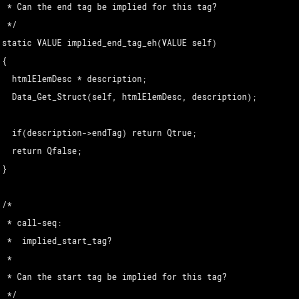 * Can the end tag be implied for this tag?
*/
static VALUE implied_end_tag_eh(VALUE self)
{
htmlElemDesc * description;
Data_Get_Struct(self, htmlElemDesc, description);
if(description->endTag) return Qtrue;
return Qfalse;
}
/*
* call-seq:
*  implied_start_tag?
*
* Can the start tag be implied for this tag?
*/